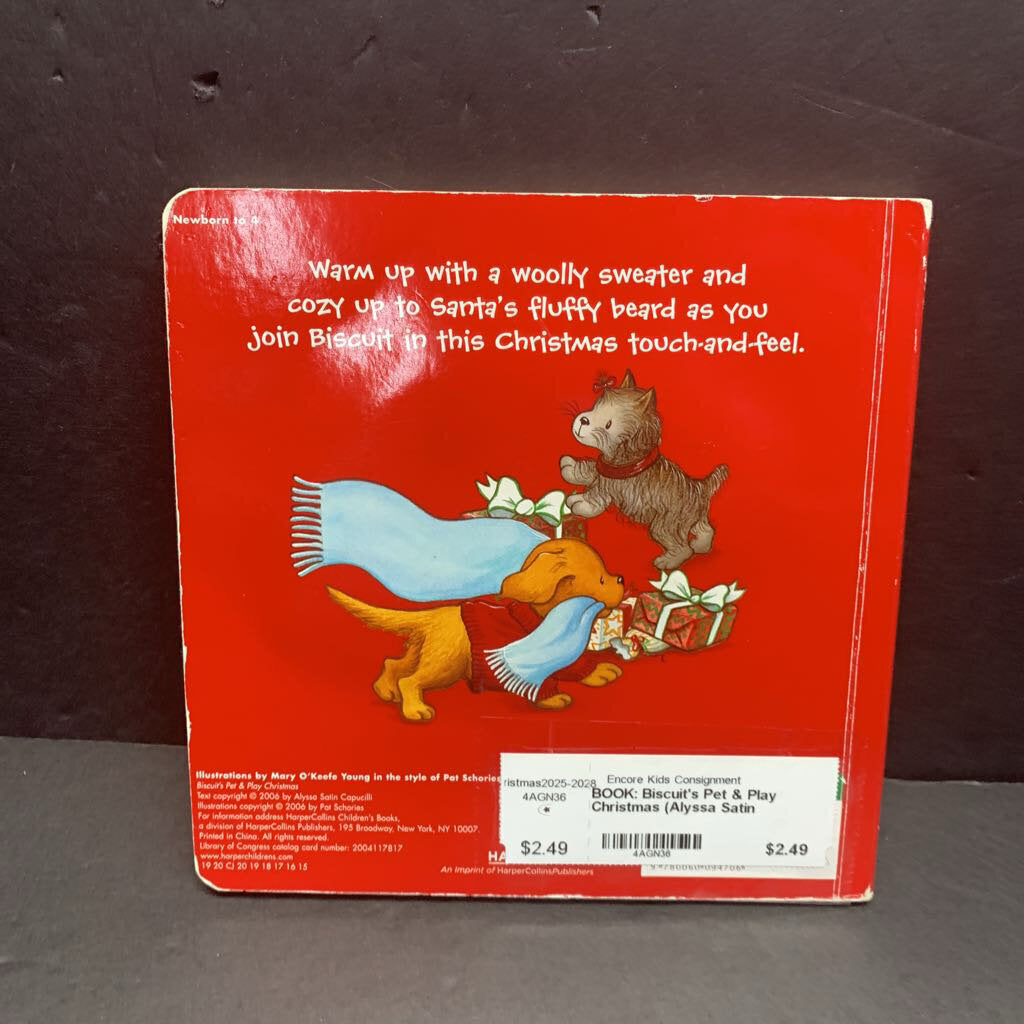 Newborn to 4
Warm up with a woolly sweater and
cozy up to Santa's fluffy beard as you
join Biscuit in this Christmas touch-and-feel.
Illustrations by Mary O'Keefe Young in the style of Pat Schories
Biscuit's Pet & Play Christmas
Text copyright © 2006 by Alyssa Satin Capucilli
Illustrations copyright © 2006 by Pat Schories
For information address HarperCollins Children's Books,
a division of HarperCollins Publishers, 195 Broadway, New York, NY 10007.
Printed in China. All rights reserved.
Library of Congress catalog card number: 2004117817
www.harperchildrens.com
19 20 CJ 20 19 18 17 16 15
HA
An Imprint of HarperCollinsPublishers
ristmas2025-2028
4AGN36
$2.49
Encore Kids Consignment
BOOK: Biscuit's Pet & Play
Christmas (Alyssa Satin
4AGN36
$2.49